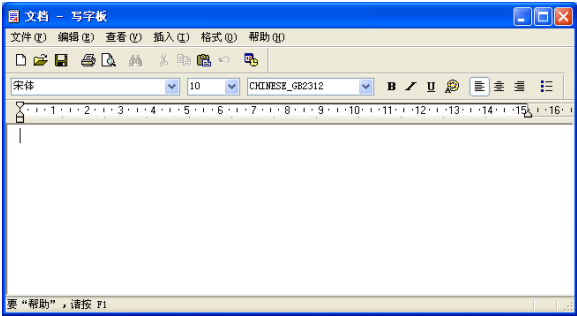 文档 - 写字板
文件(F) 编辑(E) 查看(V) 插入(I) 格式(O) 帮助(H)
宋体 10 CHINESE_GB2312 B / U
1 2 3 4 5 6 7 8 9 10 11 12 13 14 15 16
要“帮助”，请按 F1